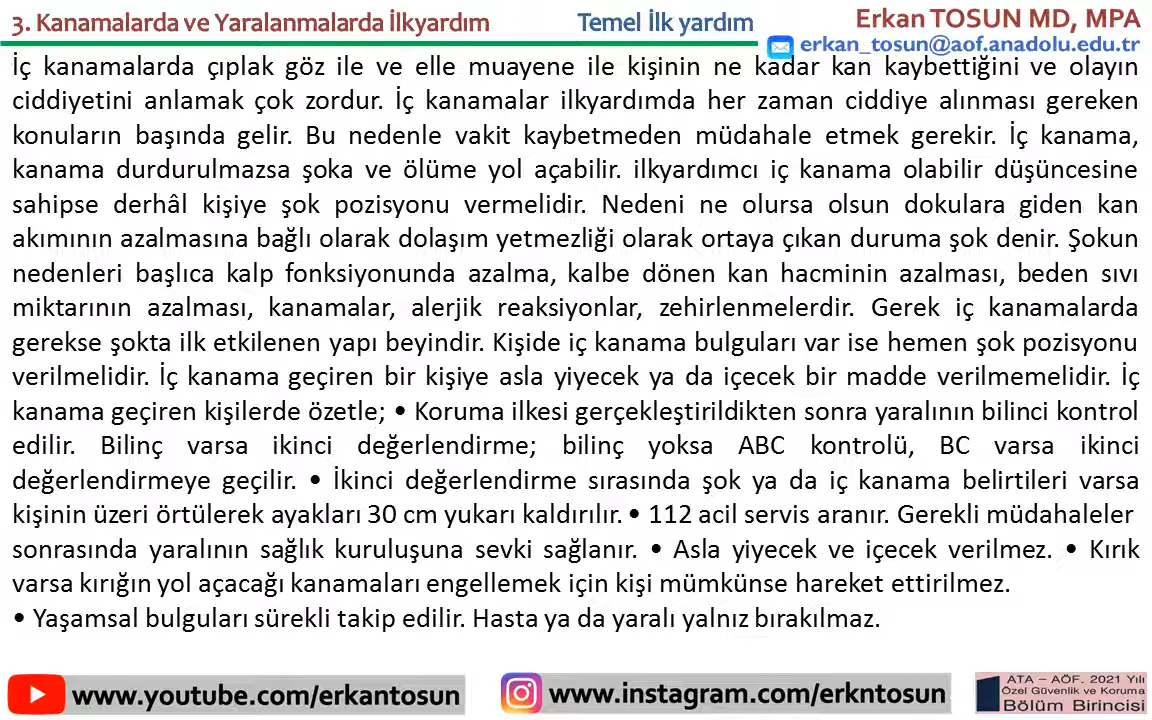 3. Kanamalarda ve Yaralanmalarda İlkyardım
Temel İlk yardım
Erkan TOSUN MD, MPA
erkan_tosun@aof.anadolu.edu.tr
İç kanamalarda çıplak göz ile ve elle muayene ile kişinin ne kadar kan kaybettiğini ve olayın
ciddiyetini anlamak çok zordur. İç kanamalar ilkyardımda her zaman ciddiye alınması gereken
konuların başında gelir. Bu nedenle vakit kaybetmeden müdahale etmek gerekir. İç kanama,
kanama durdurulmazsa şoka ve ölüme yol açabilir. ilkyardımcı iç kanama olabilir düşüncesine
sahipse derhâl kişiye şok pozisyonu vermelidir. Nedeni ne olursa olsun dokulara giden kan
akımının azalmasına bağlı olarak dolaşım yetmezliği olarak ortaya çıkan duruma şok denir. Şokun
nedenleri başlıca kalp fonksiyonunda azalma, kalbe dönen kan hacminin azalması, beden sıvı
miktarının azalması, kanamalar, alerjik reaksiyonlar, zehirlenmelerdir. Gerek iç kanamalarda
gerekse şokta ilk etkilenen yapı beyindir. Kişide iç kanama bulguları var ise hemen şok pozisyonu
verilmelidir. İç kanama geçiren bir kişiye asla yiyecek ya da içecek bir madde verilmemelidir. İç
kanama geçiren kişilerde özetle; • Koruma ilkesi gerçekleştirildikten sonra yaralının bilinci kontrol
edilir. Bilinç varsa ikinci değerlendirme; bilinç yoksa ABC kontrolü, BC varsa ikinci
değerlendirmeye geçilir. • İkinci değerlendirme sırasında şok ya da iç kanama belirtileri varsa
kişinin üzeri örtülerek ayakları 30 cm yukarı kaldırılır. • 112 acil servis aranır. Gerekli müdahaleler
sonrasında yaralının sağlık kuruluşuna sevki sağlanır. • Asla yiyecek ve içecek verilmez. • Kırık
varsa kırığın yol açacağı kanamaları engellemek için kişi mümkünse hareket ettirilmez.
• Yaşamsal bulguları sürekli takip edilir. Hasta ya da yaralı yalnız bırakılmaz.
www.youtube.com/erkantosun
www.instagram.com/erkntosun
ATA – AÖF. 2021 Yılı
Özel Güvenlik ve Koruma
Bölüm Birincisi